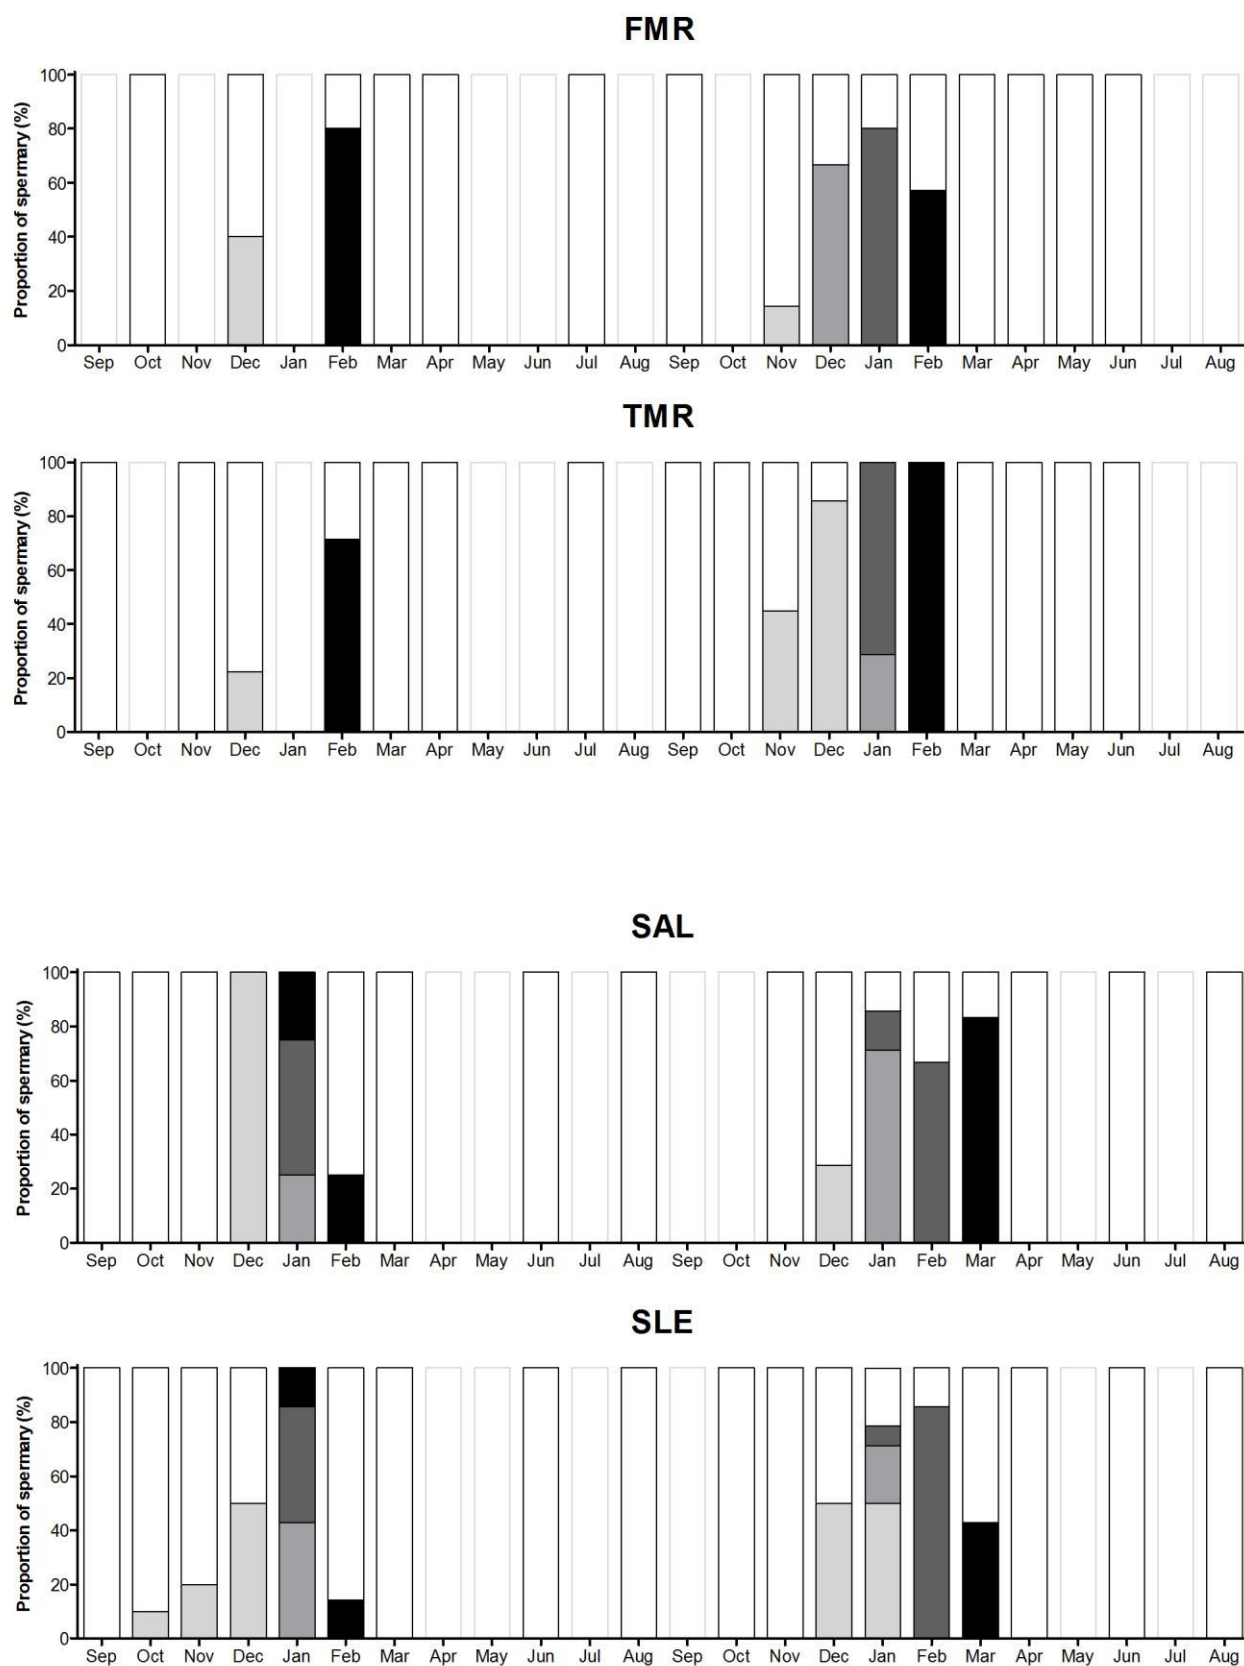 FMR
Proportion of spermary (%)
100
80
60
40
20
0
Sep Oct Nov Dec Jan Feb Mar Apr May Jun Jul Aug Sep Oct Nov Dec Jan Feb Mar Apr May Jun Jul Aug
TMR
Proportion of spermary (%)
100
80
60
40
20
0
Sep Oct Nov Dec Jan Feb Mar Apr May Jun Jul Aug Sep Oct Nov Dec Jan Feb Mar Apr May Jun Jul Aug
SAL
Proportion of spermary (%)
100
80
60
40
20
0
Sep Oct Nov Dec Jan Feb Mar Apr May Jun Jul Aug Sep Oct Nov Dec Jan Feb Mar Apr May Jun Jul Aug
SLE
Proportion of spermary (%)
100
80
60
40
20
0
Sep Oct Nov Dec Jan Feb Mar Apr May Jun Jul Aug Sep Oct Nov Dec Jan Feb Mar Apr May Jun Jul Aug